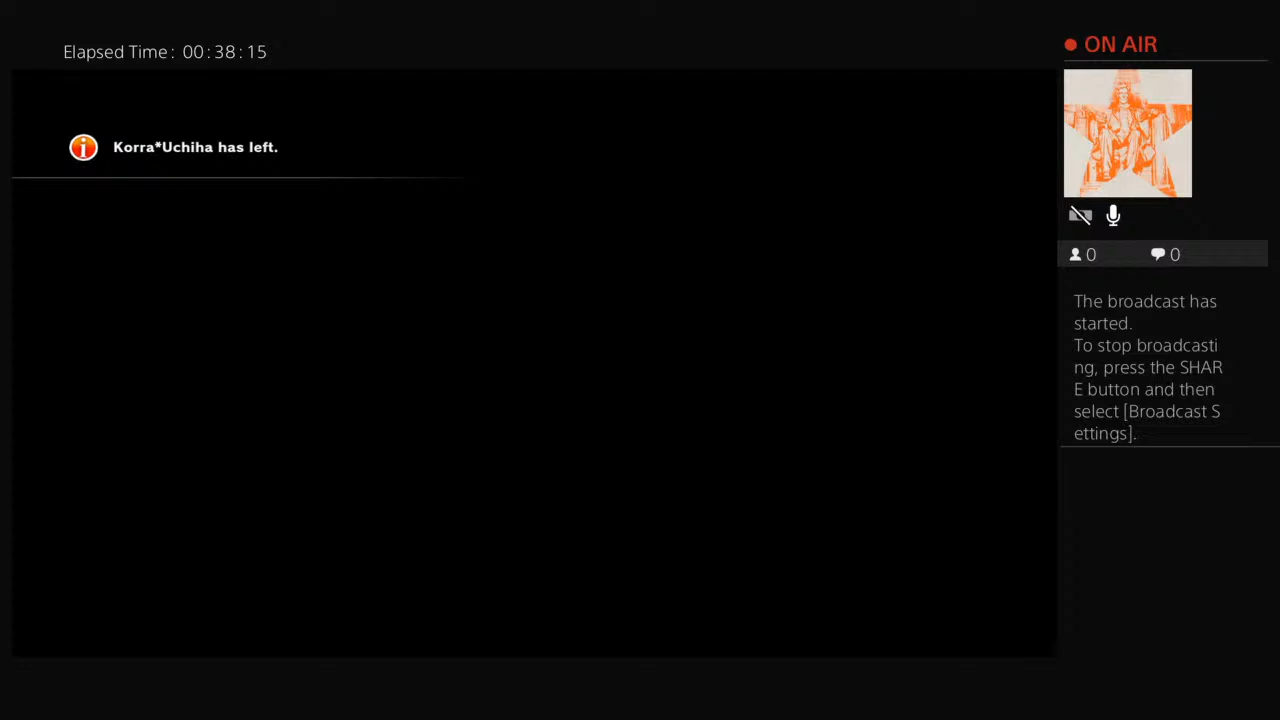 Elapsed Time: 00:38:15
ON AIR
Korra*Uchiha has left.
0 0
The broadcast has
started.
To stop broadcasti
ng, press the SHAR
E button and then
select [Broadcast S
ettings].